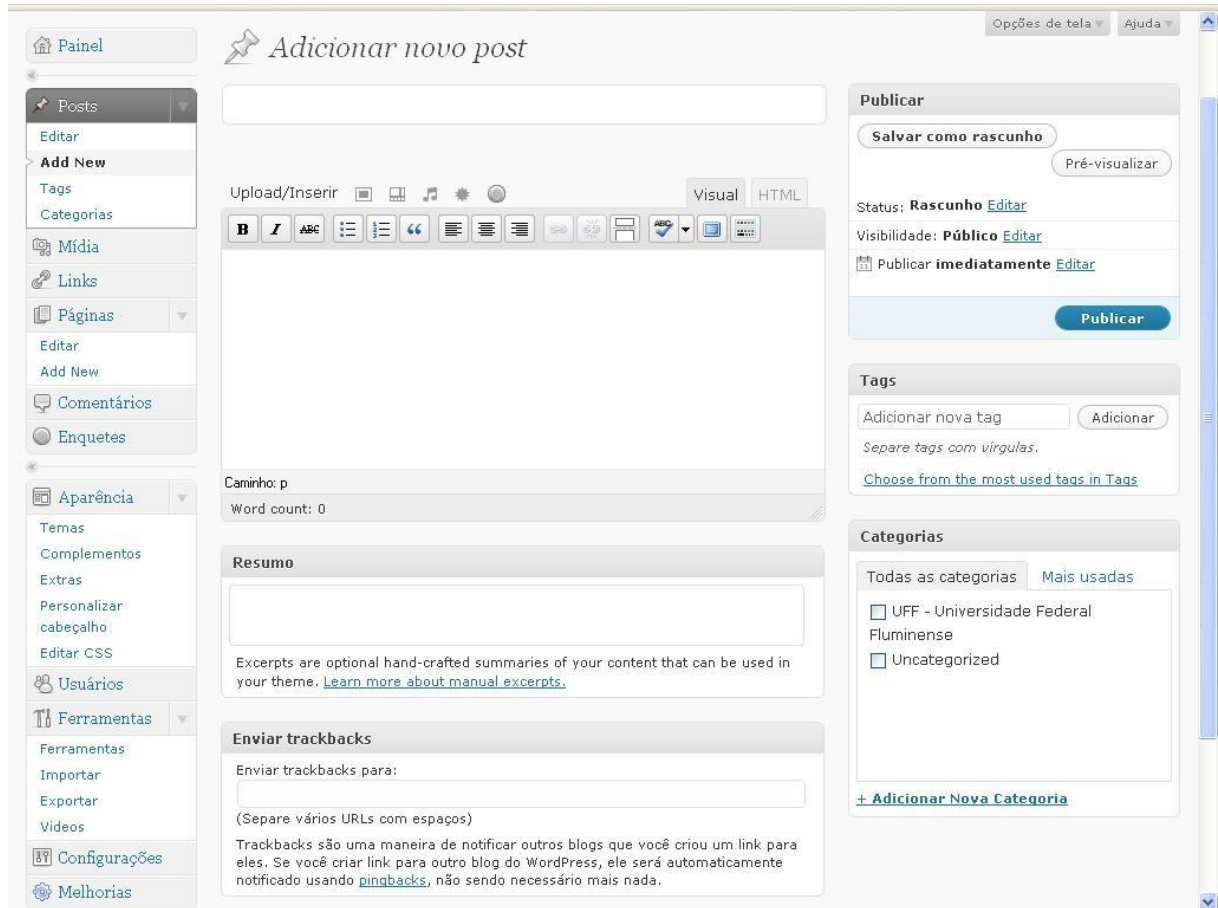 Opções de tela
Ajuda
Painel
Posts
Editar
Add New
Tags
Categorias
Mídia
Links
Páginas
Editar
Add New
Comentários
Enquetes
Aparência
Temas
Complementos
Extras
Personalizar
cabeçalho
Editar CSS
Usuários
Ferramentas
Ferramentas
Importar
Exportar
Videos
Configurações
Melhorias
Adicionar novo post
Upload/Inserir
Visual HTML
B I ABC ABC
Caminho: p
Word count: 0
Resumo
Excerpts are optional hand-crafted summaries of your content that can be used in
your theme. Learn more about manual excerpts.
Enviar trackbacks
Enviar trackbacks para:
(Separe vários URLs com espaços)
Trackbacks são uma maneira de notificar outros blogs que você criou um link para
eles. Se você criar link para outro blog do WordPress, ele será automaticamente
notificado usando pingbacks, não sendo necessário mais nada.
Publicar
Salvar como rascunho
Pré-visualizar
Status: Rascunho Editar
Visibilidade: Público Editar
Publicar imediatamente Editar
Publicar
Tags
Adicionar nova tag Adicionar
Separe tags com vírgulas.
Choose from the most used tags in Tags
Categorias
Todas as categorias Mais usadas
UFF - Universidade Federal
Fluminense
Uncategorized
+ Adicionar Nova Categoria